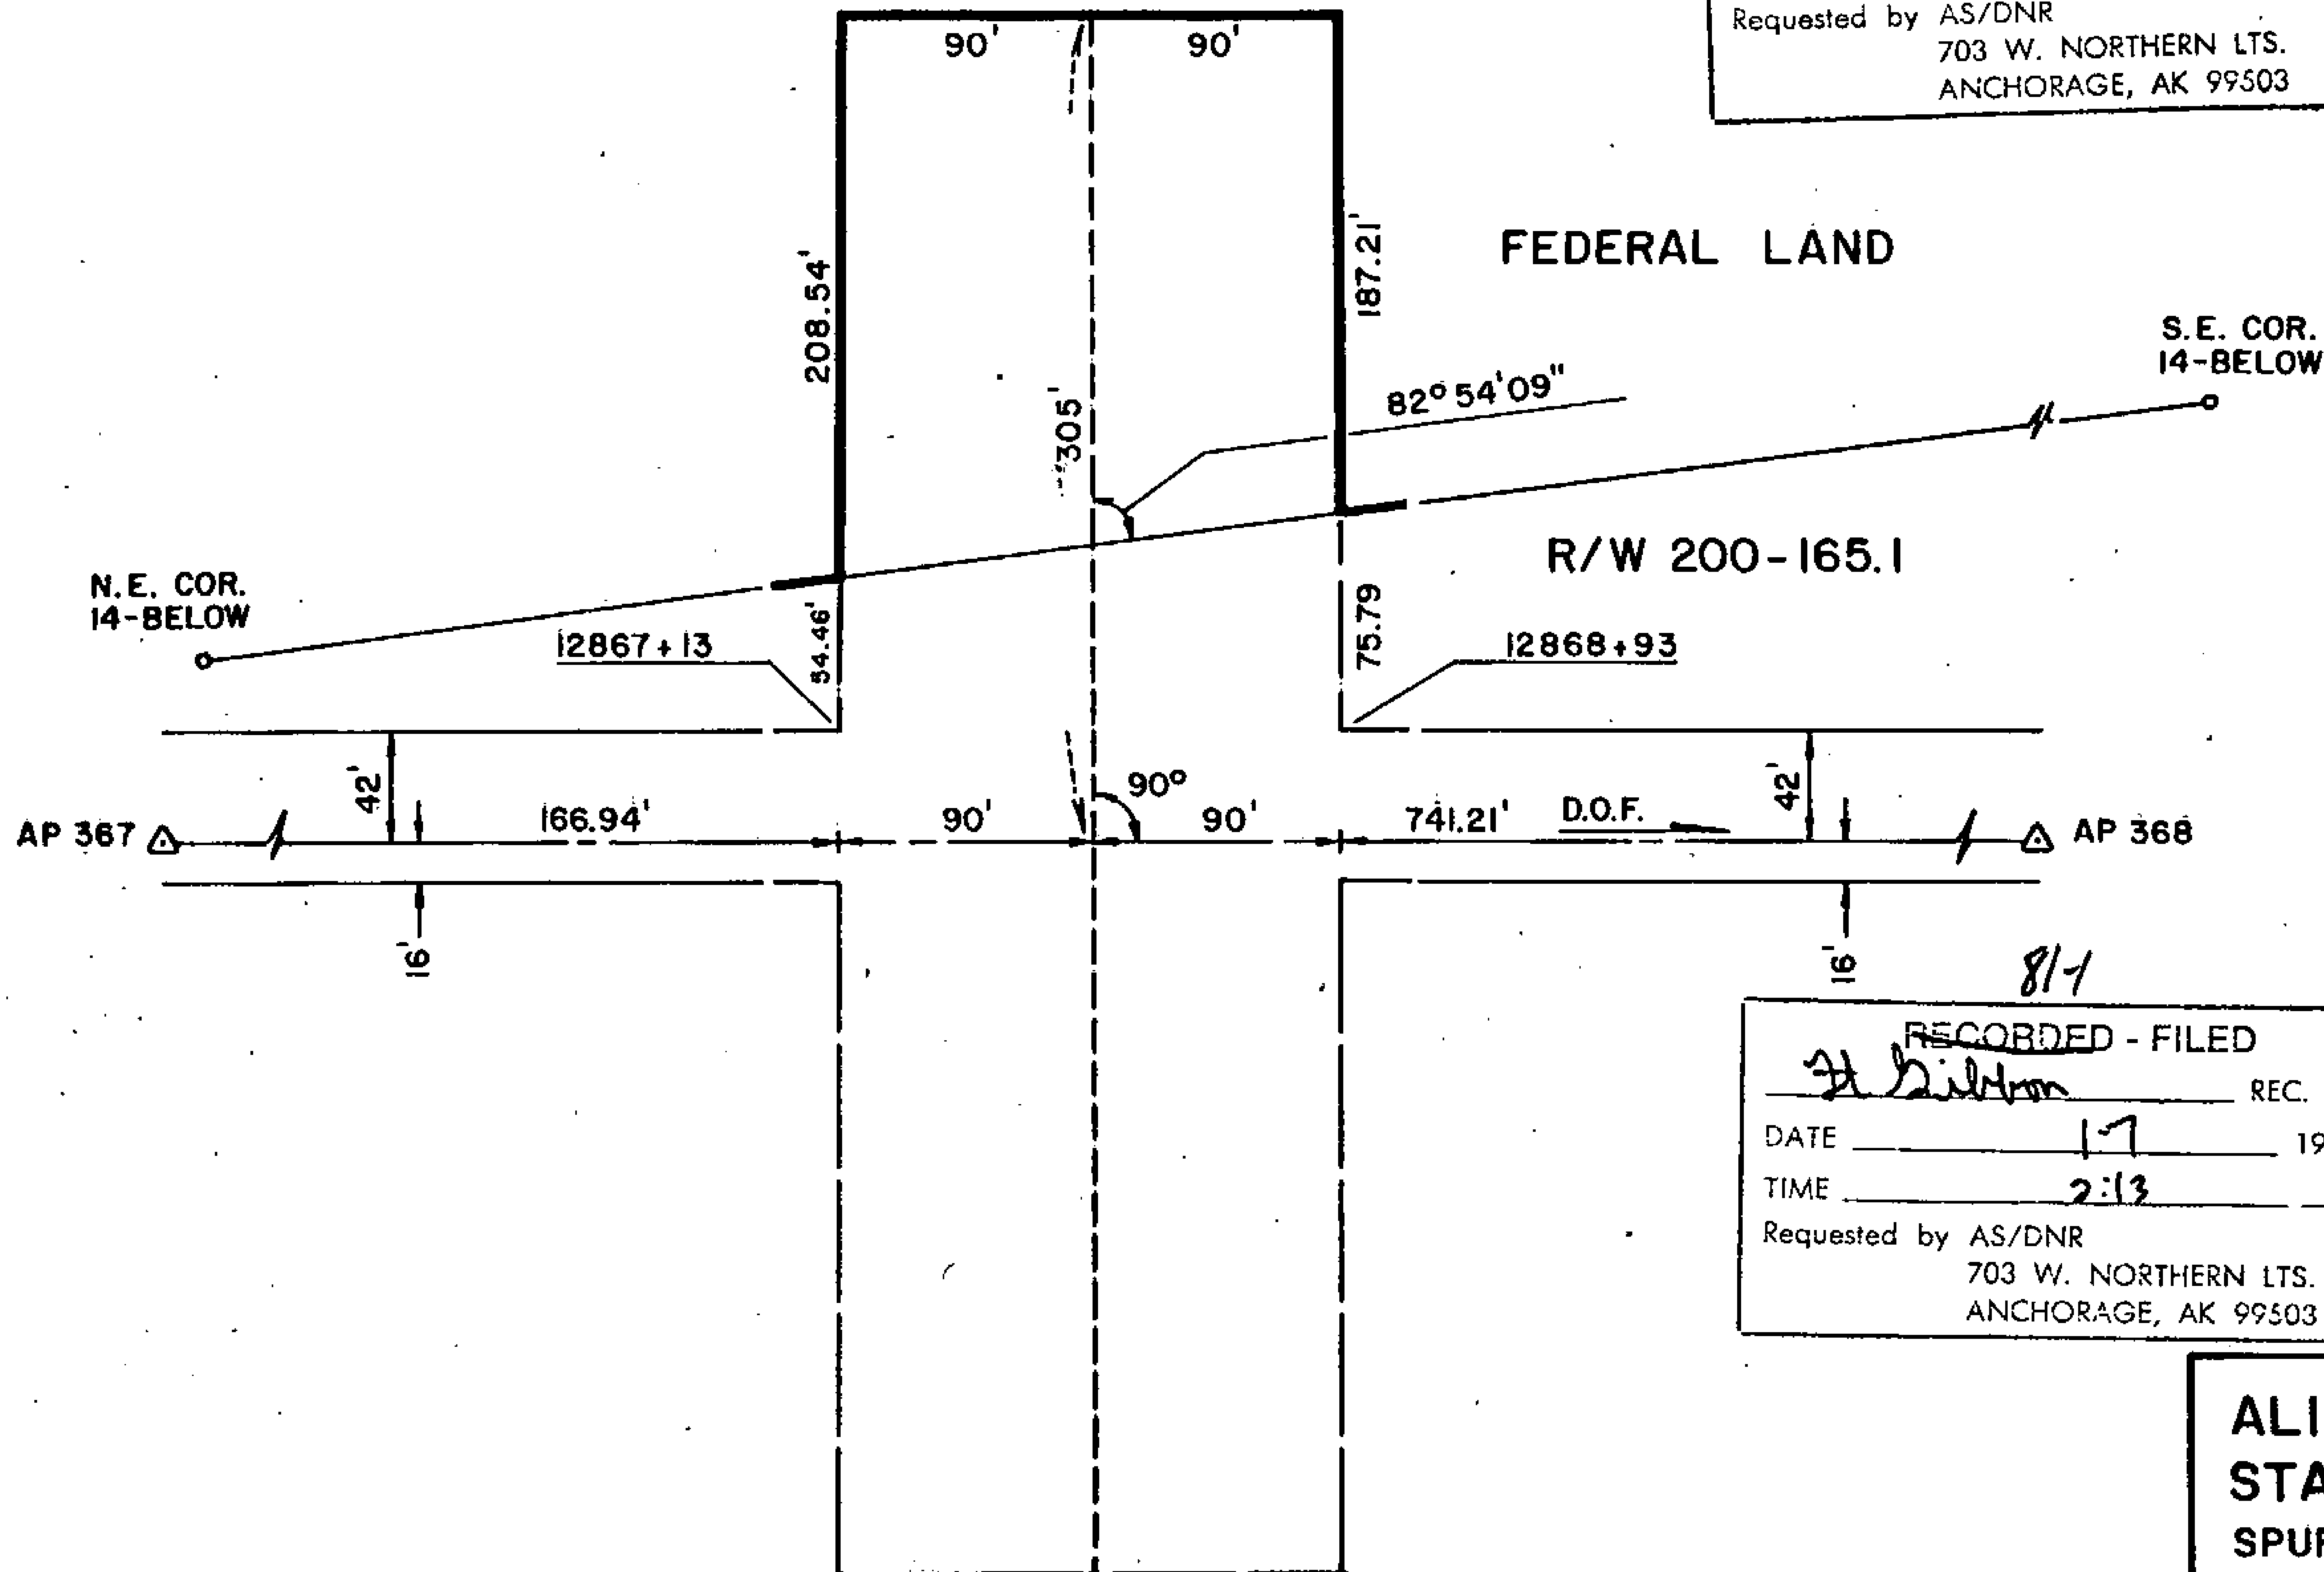 Requested by AS/DNR
703 W. NORTHERN LTS.
ANCHORAGE, AK 99503
90'
90'
208.54'
187.21'
FEDERAL LAND
S.E. COR.
14-BELOW
82° 54' 09"
305'
R/W 200-165.1
N.E. COR.
14-BELOW
12867+13
54.46'
75.79
12868+93
42'
42'
90°
AP 367
166.94'
90'
90'
741.21'
D.O.F.
AP 368
16'
16'
RECORDED - FILED
REC.
DATE 17 19
TIME 2:13
Requested by AS/DNR
703 W. NORTHERN LTS.
ANCHORAGE, AK 99503
ALI
STA
SPUR